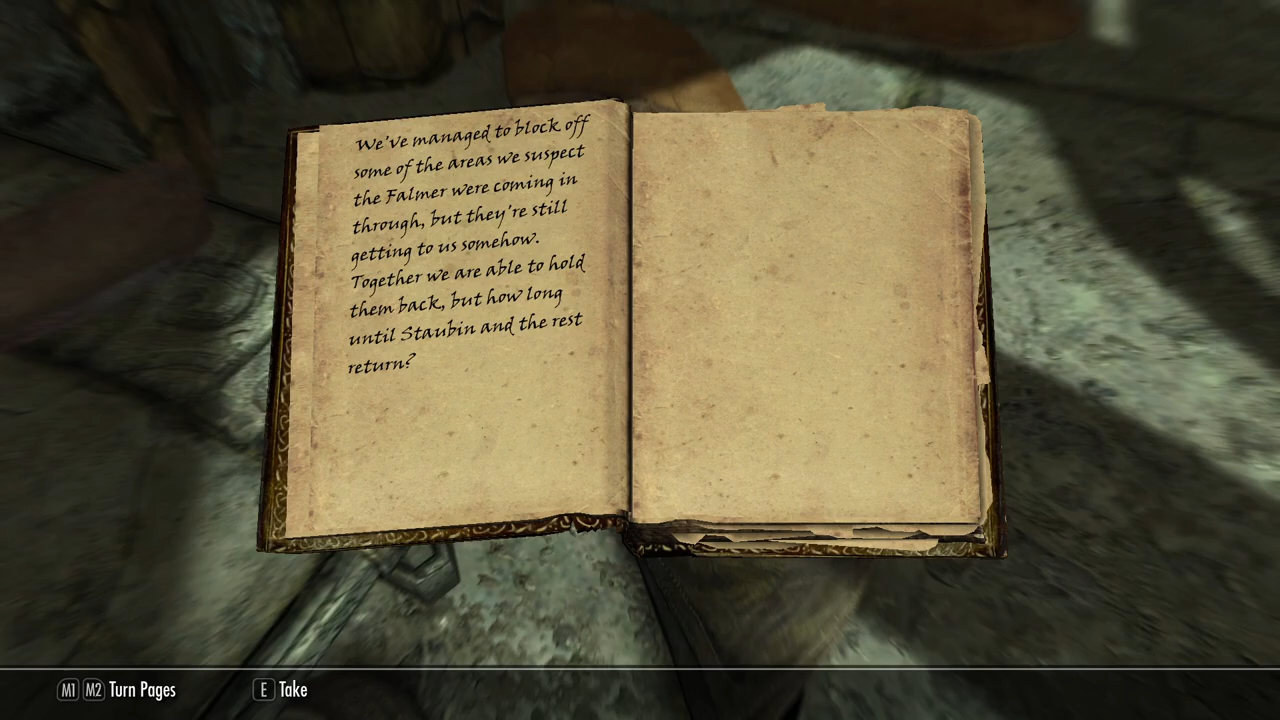 We've managed to block off
some of the areas we suspect
the Falmer were coming in
through, but they're still
getting to us somehow.
Together we are able to hold
them back, but how long
until Staubin and the rest
return?
M1 M2 Turn Pages
E Take